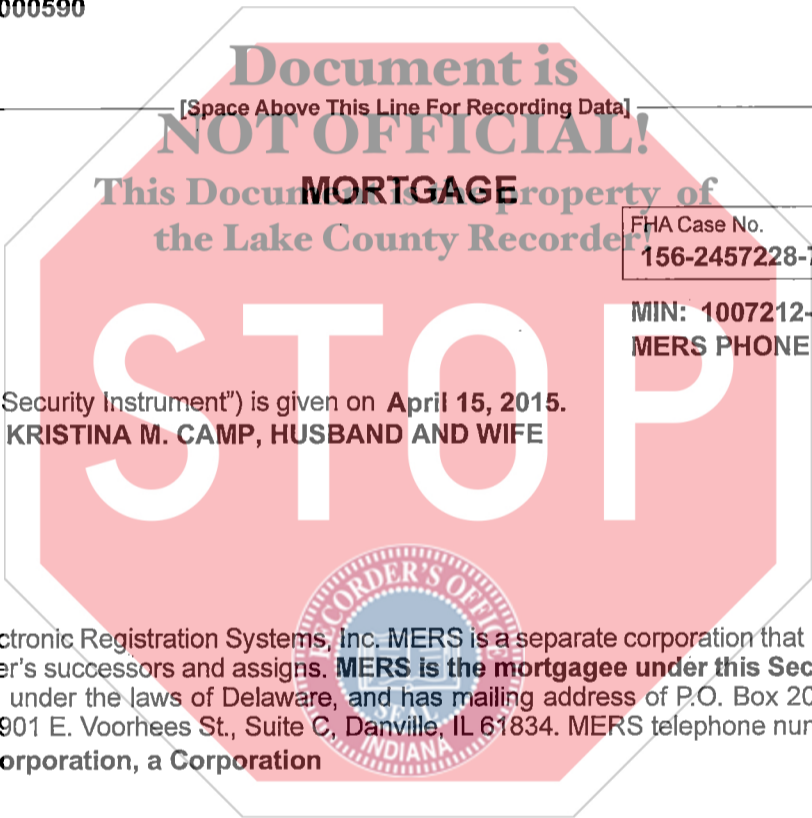 000590
Document is
[Space Above This Line For Recording Data]
NOT OFFICIAL!
MORTGAGE
This Document is the property of
the Lake County Recorder!
FHA Case No.
156-2457228-7
MIN: 1007212-
MERS PHONE
STOP
Security Instrument”) is given on April 15, 2015.
KRISTINA M. CAMP, HUSBAND AND WIFE
RECORDER'S OFFICE
SEAL
INDIANA
ctronic Registration Systems, Inc. MERS is a separate corporation that
er's successors and assigns. MERS is the mortgagee under this Sec
under the laws of Delaware, and has mailing address of P.O. Box 20
901 E. Voorhees St., Suite C, Danville, IL 61834. MERS telephone nu
orporation, a Corporation